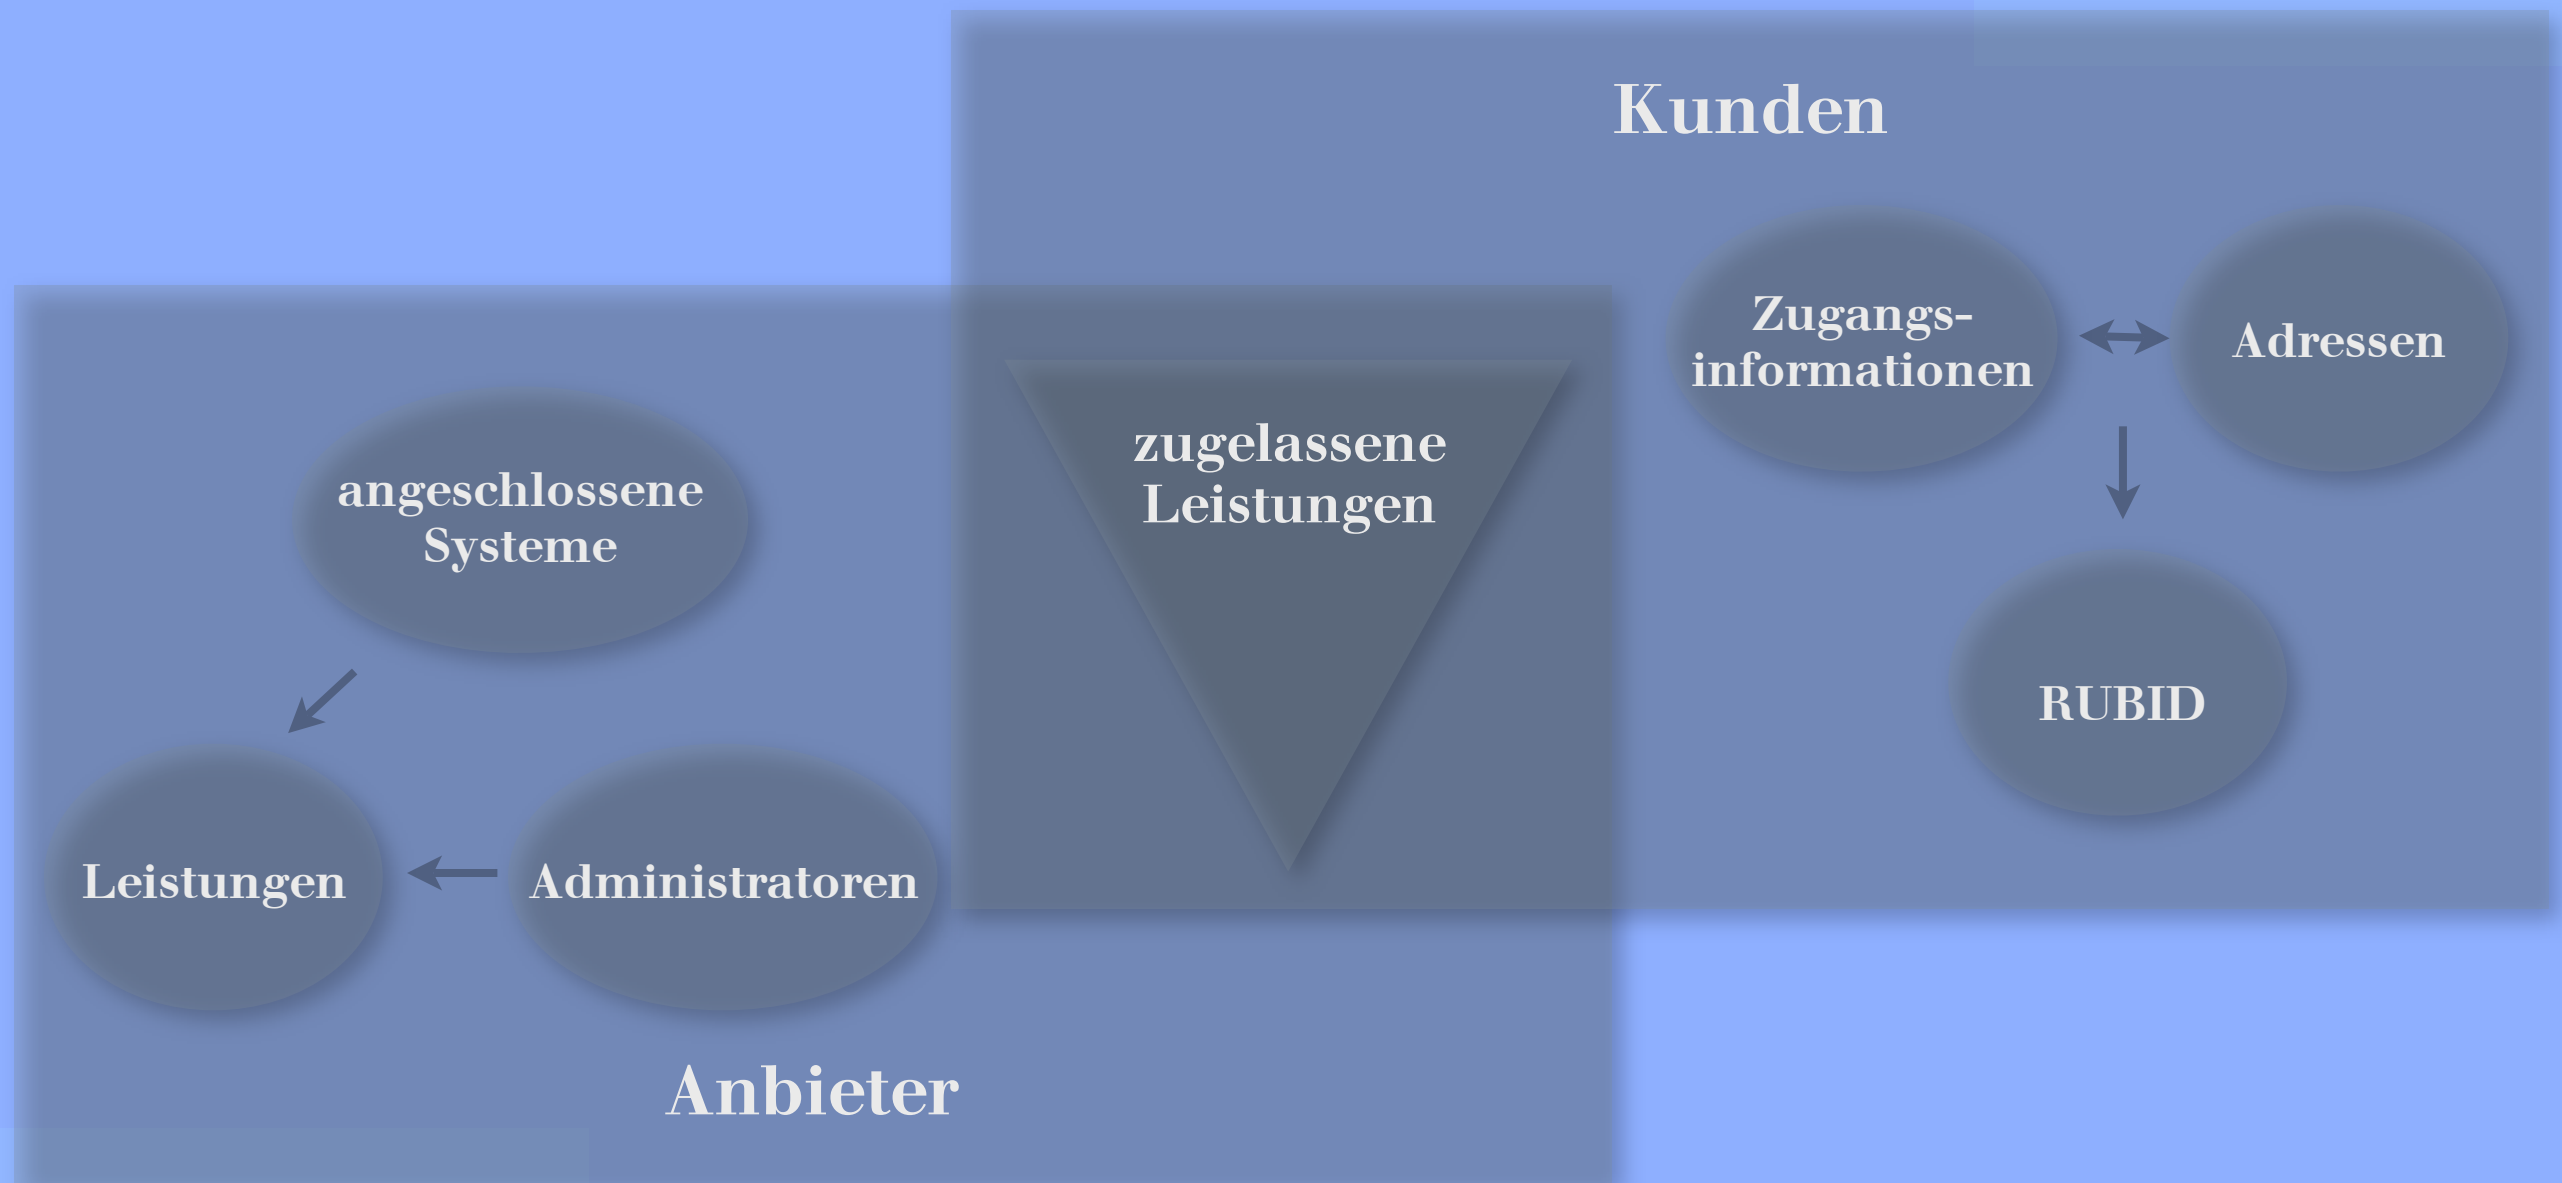 Kunden
Zugangs-
informationen
Adressen
zugelassene
Leistungen
angeschlossene
Systeme
RUBID
Leistungen
Administratoren
Anbieter